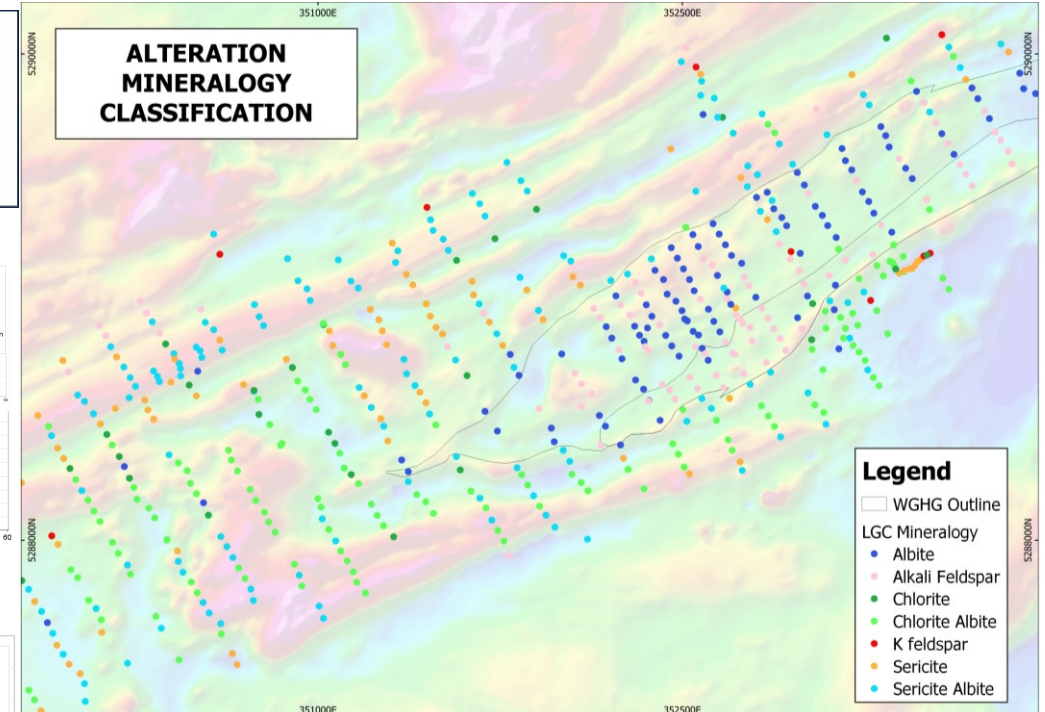 351000E
352500E
ALTERATION
MINERALOGY
CLASSIFICATION
5290000N
5290000N
Legend
WGHG Outline
LGC Mineralogy
Albite
Alkali Feldspar
Chlorite
Chlorite Albite
K feldspar
Sericite
Sericite Albite
5288000N
5288000N
60
351000E
352500E